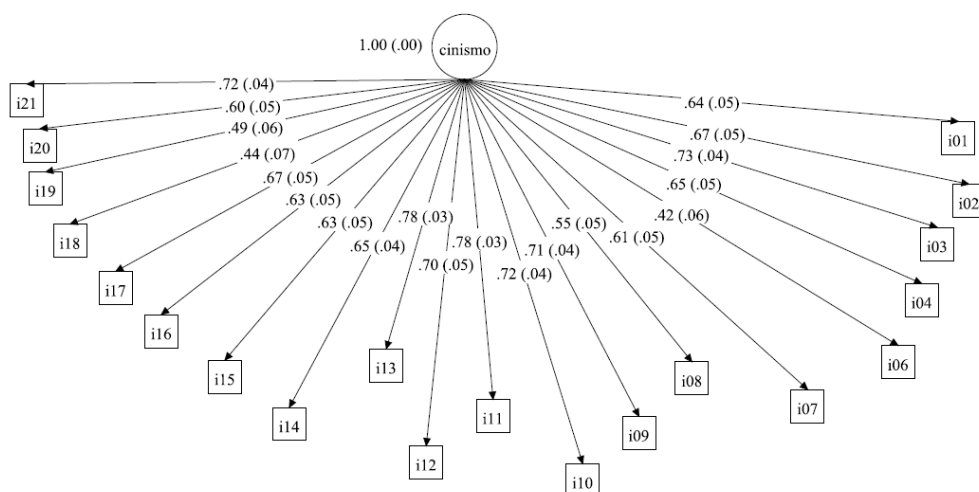 1.00 (.00)
cinismo
.72 (.04)
.60 (.05)
.49 (.06)
.44 (.07)
.67 (.05)
.63 (.05)
.63 (.05)
.65 (.04)
.78 (.03)
.70 (.05)
.78 (.03)
.72 (.04)
.71 (.04)
.55 (.05)
.61 (.05)
.42 (.06)
.65 (.05)
.73 (.04)
.67 (.05)
.64 (.05)
i21
i20
i19
i18
i17
i16
i15
i14
i13
i12
i11
i10
i09
i08
i07
i06
i04
i03
i02
i01